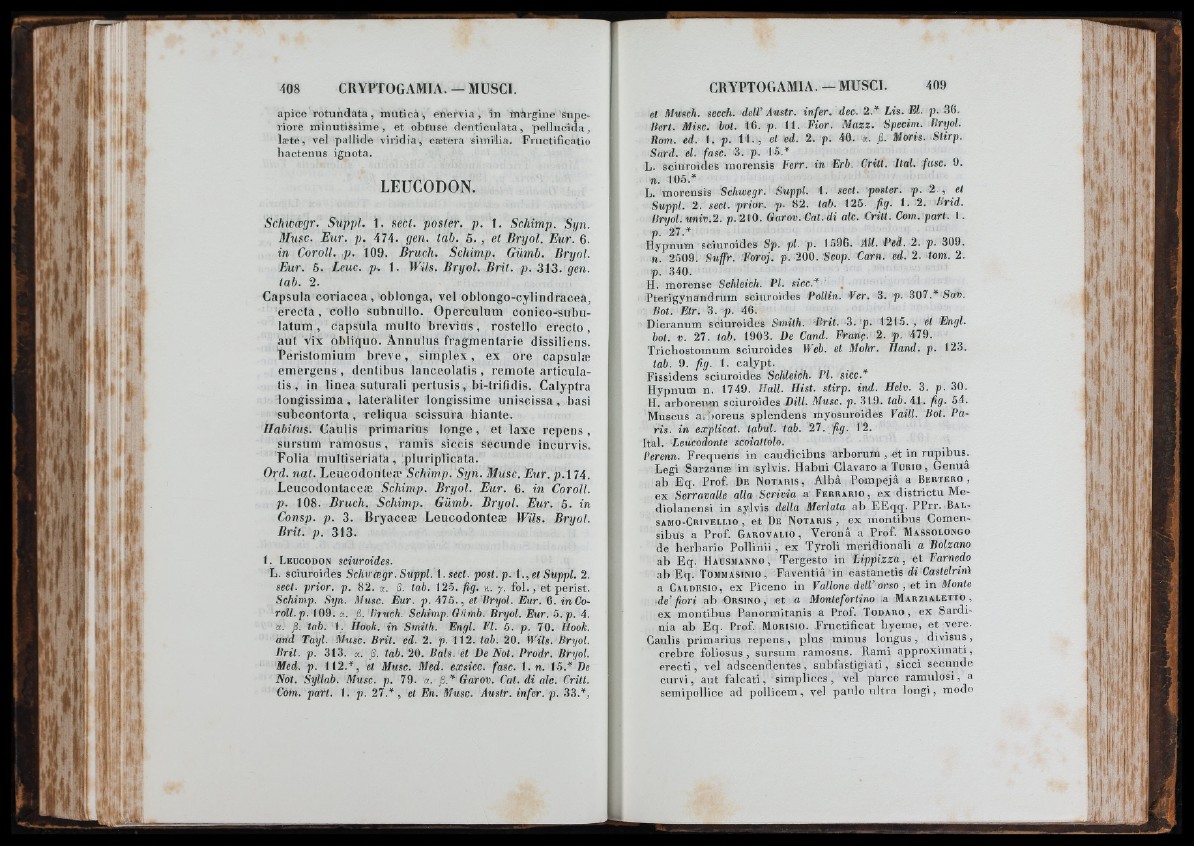 408 CRYPTOGAMIA. — MUSCI.
apice rotundata, mutica, enervia, in margine supe-
riore minutissime, et obtuse denticulata, pellucida,
læte, vel pallide viridia, cætera similia. Fructificatio
hactenus ignota.
LEUCODON.
Schwægr. Suppl. 1. sect. poster. p. 1. Schimp. Syn.
Musc. Eur. p. 474. gen. tab. 5., et Bryol. Eur. 6.
in Coroll. p. 109. Bruch. Schimp. Gümb. Bryol.
Eur. 5. Leuc. p. 1. Wils. Bryol. Brit. p. 313. gen.
tab. 2.
Capsula coriacea, oblonga, vel oblongo-cylindracea,
erecta, collo subnullo. Operculum conico-subu-
latum, capsula multo brevius, rostello erecto,
aut vix obliquo. Annulus fragmentarie dissiliens.
Peristomium breve, simplex, ex ore capsulæ
emergens, dentibus lanceolatis, remote articula-
tis, in linea suturali pertusis, bi-trifidis. Calyptra
longissima, lateraliter longissime uniscissa, basi
subcontorta, reliqua scissura hiante.
Habitus. Caulis primarius longe, et laxe repens,
sursum ramosus, ramis siccis secunde incurvis.
Folia multiseriata, pluriplicata.
Ord. nat. Leucodonteæ Schimp. Syn. Musc. Eur. p.174.
Leucodontaceæ Schimp. Bryol. Eur. 6. in Coroll.
p. 108. Bruch. Schimp. Gümb. Bryol. Eur. 5. in
Consp. p. 3. Bryaceæ Leucodonteæ Wils. Bryol.
Brit. p. 313.
1. LEUCODON sciuroides.
L. sciuroides Schwægr. Suppl. 1. sect. post. p. 1., et Suppl. 2.
sect. prior. p. 82. α. β. tab. 125. fig. α. γ. fol., et perist.
Schimp. Syn. Musc. Eur. p. 475., et Bryol. Eur. 6. in Co-
roll. p. 109. α. β. Bruch. Schimp. Gümb. Bryol. Eur. 5. p. 4.
α. β. tab. 1. Hook. in Smith. Engl. Fl. 5. p. 70. Hook.
and Tayl. Musc. Brit. ed. 2. p. 112. tab. 20. Wils. Bryol.
Brit. p. 313. α. β. tab. 20. Bals. et De Not. Prodr. Bryol.
Med. p. 112.*, et Musc. Med. exsicc. fasc. 1. n. 15.* De
Not. Syllab. Musc. p. 79. α. β.* Garov. Cat. di alc. Critt.
Com. part. 1. p. 27.*, et En. Musc. Austr. infer. p. 33.*,
CRYPTOGAMIA. — MUSCI. 409
et Musch. secch. dell' Austr. infer. dec. 2.* Lis. El. p. 36.
Bert. Misc. bot. 16. p. 11. Fior. Mazz. Specim. Bryol.
Rom. ed. 1. p. 11., et ed. 2. p. 40. α. β. Moris. Stirp.
Sard. el. fasc. 3. p. 15.*
L. sciuroides morensis Ferr. in Erb. Critt. Ital. fasc. 9.
n. 105.*
L. morensis Schwegr. Suppl. 1. sect. poster. p. 2., et
Suppl. 2. sect. prior. p. 82. tab. 125. fig. 1. 2. Brid.
Bryol. univ. 2. p. 210. Garov. Cat. di alc. Critt. Com. part. 1.
p. 27.*
Hypnum sciuroides Sp. pl. p. 1596. All. Ped. 2. p. 309.
n. 2509. Suffr. Foroj. p. 200. Scop. Carn. ed. 2. tom. 2.
p. 340.
H. morense Schleich. Pl. sicc.*
Pterigynandrum sciuroides Pollin. Ver. 3. p. 307.* Sav.
Bot. Etr. 3. p. 46.
Dicranum sciuroides Smith. Brit. 3. p. 1215., et Engl.
bot. v. 27. tab. 1903. De Cand. Franç. 2. p. 479.
Trichostomum sciuroides Web. et Mohr. Hand. p. 123.
tab. 9. fig. 1. calypt.
Fissidens sciuroides Schleich. Pl. sicc.*
Hypnum n. 1749. Hall. Hist. stirp. ind. Helv. 3. p. 30.
H. arboreum sciuroides Dill. Musc. p. 319. tab. 41. fig. 54.
Muscus arboreus splendens myosuroides Vaill. Bot. Pa-
ris. in explicat. tabul. tab. 27. fig. 12.
Ital. Leucodonte scoiattolo.
Perenn. Frequens in caudicibus arborum, et in rupibus.
Legi Sarzanæ in sylvis. Habui Clavaro a TURIO, Genuâ
ab Eq. Prof. DE NOTARIS, Albâ Pompejâ a BERTERO,
ex Serravalle alla Scrivia a FERRARIO, ex districtu Me-
diolanensi in sylvis della Merlata ab EEqq. PPrr. BAL-
SAMO-CRIVELLIO, et DE NOTARIS, ex montibus Comen-
sibus a Prof. GAROVALIO, Veronâ a Prof. MASSOLONGO
de herbario Pollinii, ex Tyroli meridionali a Bolzano
ab Eq. HAUSMANNO, Tergesto in Lippizza, et Farnedo
ab Eq. TOMMASINIO. Faventiâ in castanetis di Castelrini
a CALDESIO, ex Piceno in Vallone dell' orso, et in Monte
de' fiori ab ORSINO, et a Montefortino a MARZIALETTO,
ex montibus Panormitanis a Prof. TODARO, ex Sardi-
nia ab Eq. Prof. MORISIO. Fructificat hyeme, et vere.
Caulis primarius repens, plus minus longus, divisus,
crebre foliosus, sursum ramosus. Rami approximati,
erecti, vel adscendentes, subfastigiati, sicci secunde
curvi, aut falcati, simplices, vel parce ramulosi, a
semipollice ad pollicem, vel paulo ultra longi, modo